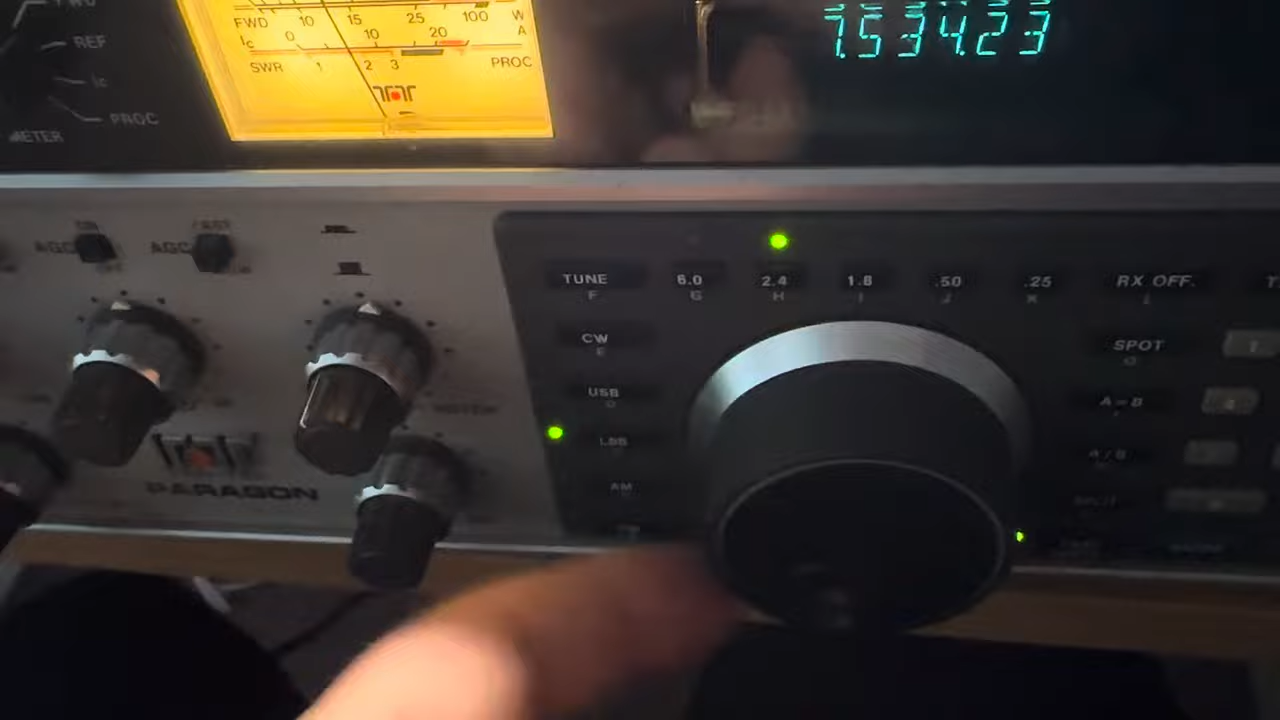 FWD 10 15 25 100 W
Ic 0 10 20 A
SWR 1 2 3 PROC
7.534.23
REF
Ic
PROC
METER
AGC AGC
TUNE 6.0 2.4 1.8 .50 .25 RX OFF.
F G H I J K L
CW SPOT
E
USB A=B
D
LSB A/B
AM SPLIT
PARAGON